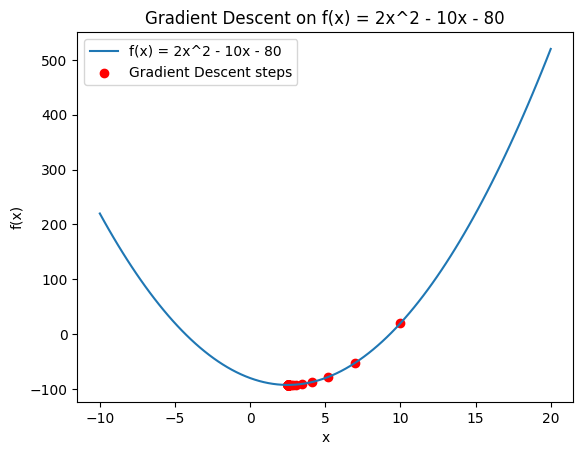 Gradient Descent on f(x) = 2x^2 - 10x - 80
f(x) = 2x^2 - 10x - 80
Gradient Descent steps
500
400
300
200
100
0
−100
f(x)
−10
−5
0
5
10
15
20
x